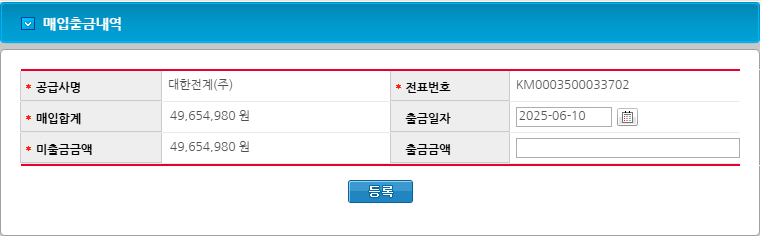 매입출금내역
* 공급사명 대한전계(주) * 전표번호 KM0003500033702
* 매입합계 49,654,980 원 출금일자 2025-06-10
* 미출금금액 49,654,980 원 출금금액
등록